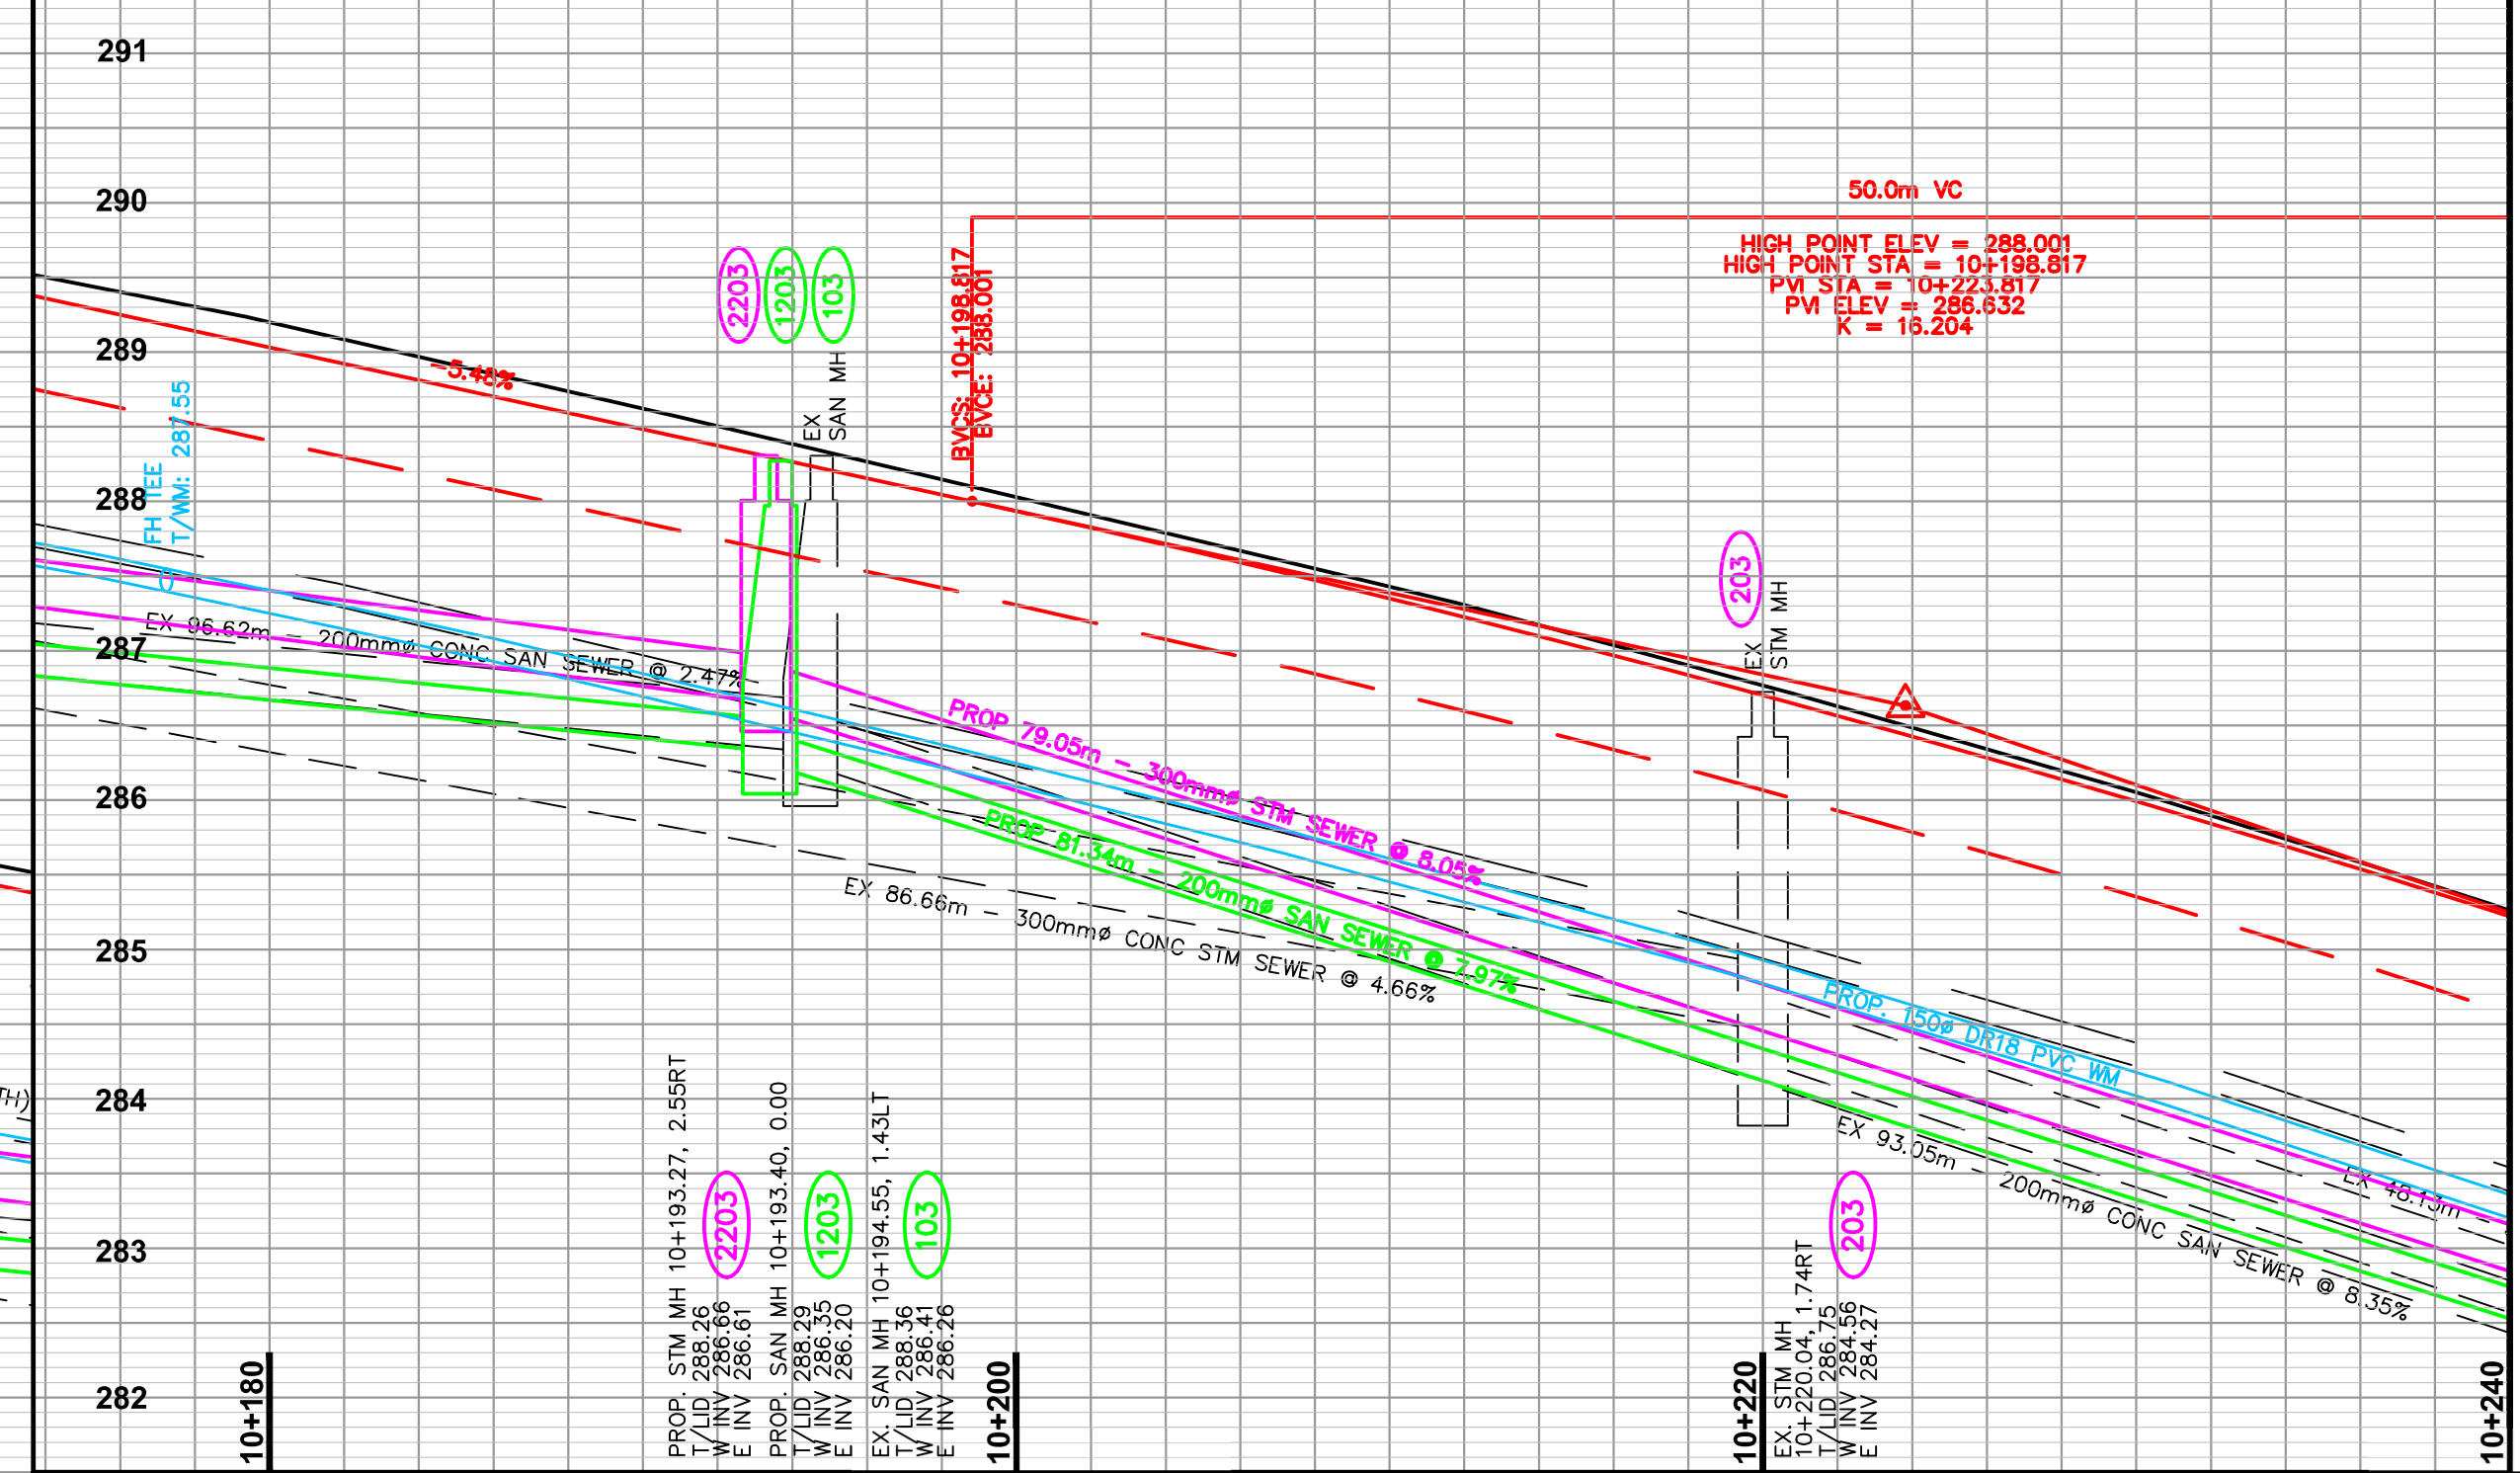 291
290
289
288
287
286
285
284
283
282
50.0m VC
HIGH POINT ELEV = 288.001
HIGH POINT STA = 10+198.817
PVI STA = 10+223.817
PVI ELEV = 286.632
K = 16.204
BVCS: 10+198.817
BVCE: 288.001
2203
1203
103
EX
SAN MH
-5.48%
FH TEE
T/WM: 287.55
203
EX
STM MH
EX 96.62m - 200mmø CONC SAN SEWER @ 2.47%
PROP 79.05m - 300mmø STM SEWER @ 8.05%
PROP 81.34m - 200mmø SAN SEWER @ 7.97%
EX 86.66m - 300mmø CONC STM SEWER @ 4.66%
PROP. 150ø DR18 PVC WM
EX 93.05m - 200mmø CONC SAN SEWER @ 8.35%
EX 48.13m -
TH)
PROP. STM MH 10+193.27, 2.55RT
T/LID 288.26
W INV 286.66
E INV 286.61
2203
PROP. SAN MH 10+193.40, 0.00
T/LID 288.29
W INV 286.35
E INV 286.20
1203
EX. SAN MH 10+194.55, 1.43LT
T/LID 288.36
W INV 286.41
E INV 286.26
103
EX. STM MH
10+220.04, 1.74RT
T/LID 286.75
W INV 284.56
E INV 284.27
203
10+180
10+200
10+220
10+240